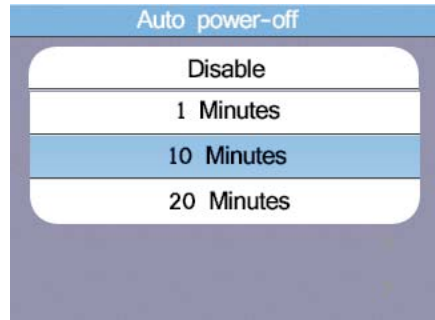 Auto power-off
Disable
1 Minutes
10 Minutes
20 Minutes